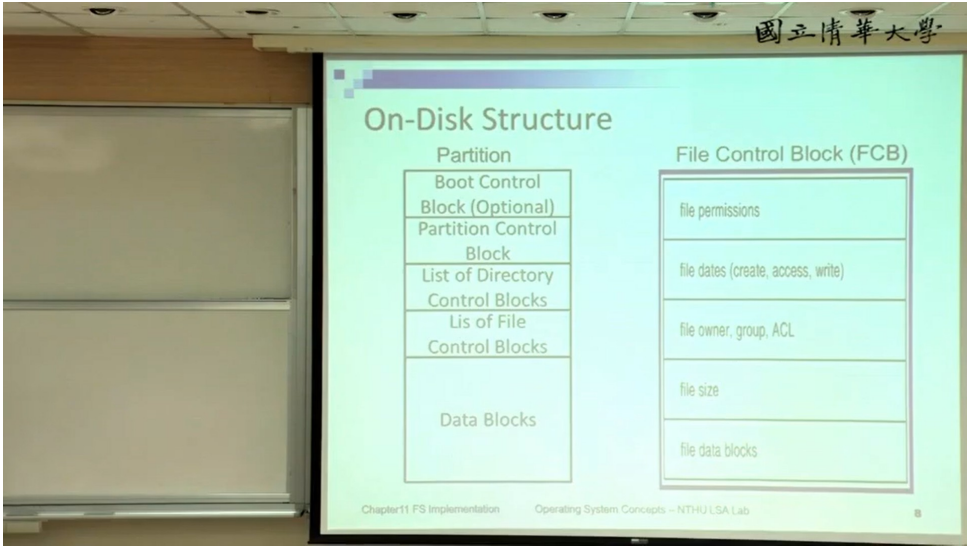 國立清華大學
On-Disk Structure
Partition
Boot Control
Block (Optional)
Partition Control
Block
List of Directory
Control Blocks
Lis of File
Control Blocks
Data Blocks
File Control Block (FCB)
file permissions
file dates (create, access, write)
file owner, group, ACL
file size
file data blocks
Chapter11 FS Implementation
Operating System Concepts – NTHU LSA Lab
8